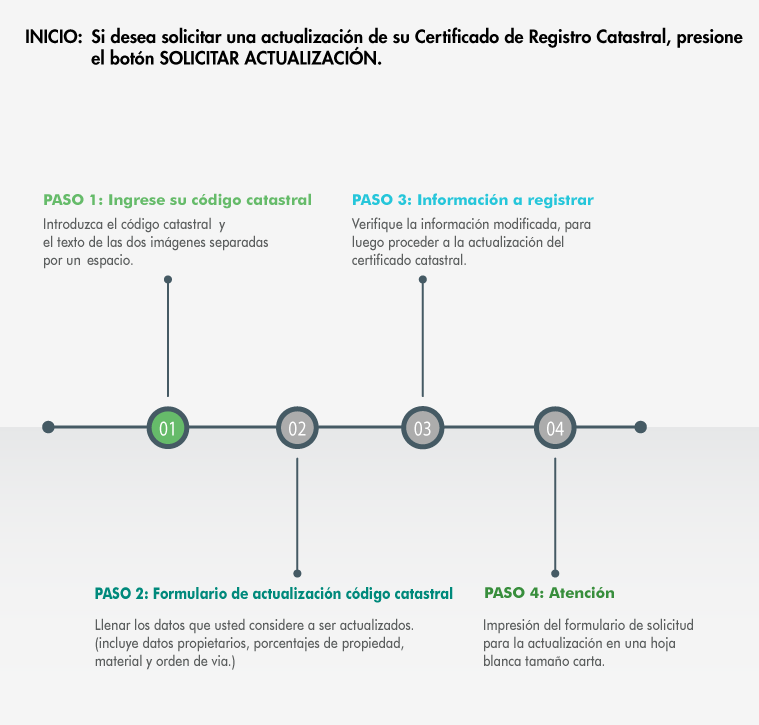 INICIO: Si desea solicitar una actualización de su Certificado de Registro Catastral, presione
el botón SOLICITAR ACTUALIZACIÓN.
PASO 1: Ingrese su código catastral
Introduzca el código catastral y
el texto de las dos imágenes separadas
por un espacio.
PASO 3: Información a registrar
Verifique la información modificada, para
luego proceder a la actualización del
certificado catastral.
01
02
03
04
PASO 2: Formulario de actualización código catastral
Llenar los datos que usted considere a ser actualizados.
(incluye datos propietarios, porcentajes de propiedad,
material y orden de via.)
PASO 4: Atención
Impresión del formulario de solicitud
para la actualización en una hoja
blanca tamaño carta.